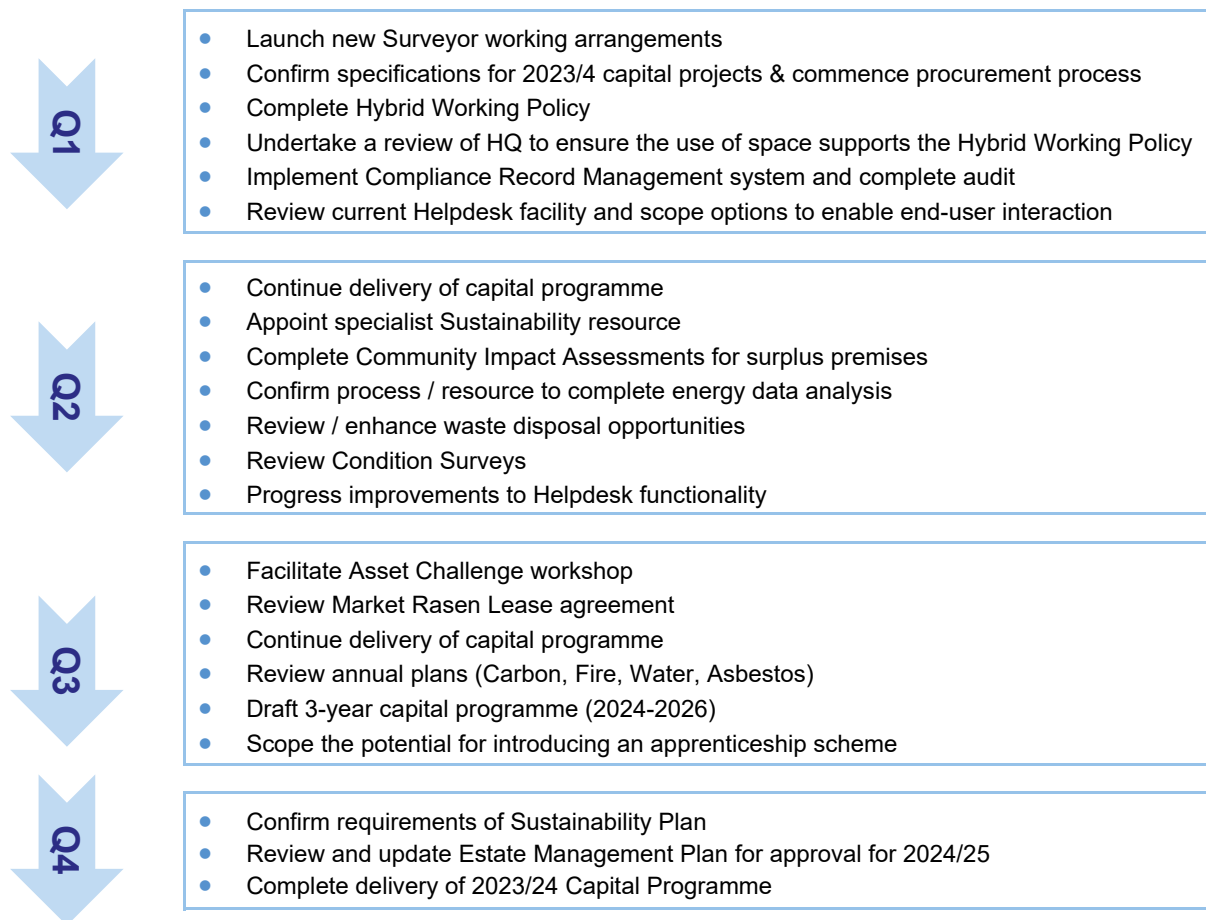 Q1
Launch new Surveyor working arrangements
Confirm specifications for 2023/4 capital projects & commence procurement process
Complete Hybrid Working Policy
Undertake a review of HQ to ensure the use of space supports the Hybrid Working Policy
Implement Compliance Record Management system and complete audit
Review current Helpdesk facility and scope options to enable end-user interaction
Q2
Continue delivery of capital programme
Appoint specialist Sustainability resource
Complete Community Impact Assessments for surplus premises
Confirm process / resource to complete energy data analysis
Review / enhance waste disposal opportunities
Review Condition Surveys
Progress improvements to Helpdesk functionality
Q3
Facilitate Asset Challenge workshop
Review Market Rasen Lease agreement
Continue delivery of capital programme
Review annual plans (Carbon, Fire, Water, Asbestos)
Draft 3-year capital programme (2024-2026)
Scope the potential for introducing an apprenticeship scheme
Q4
Confirm requirements of Sustainability Plan
Review and update Estate Management Plan for approval for 2024/25
Complete delivery of 2023/24 Capital Programme